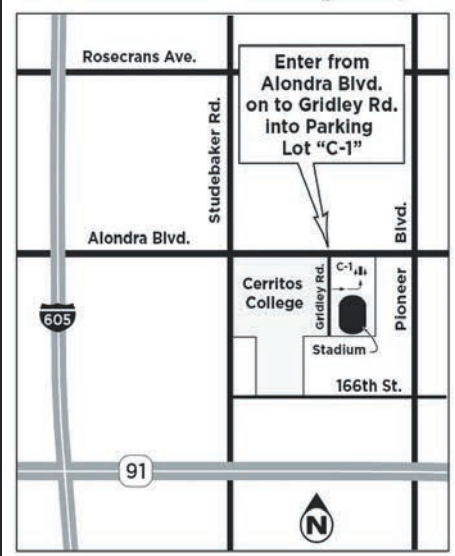 Rosecrans Ave.
Enter from
Alondra Blvd.
on to Gridley Rd.
into Parking
Lot “C-1”
Studebaker Rd.
Alondra Blvd.
Pioneer Blvd.
605
Cerritos
College
Gridley Rd.
C-1
Stadium
166th St.
91
N